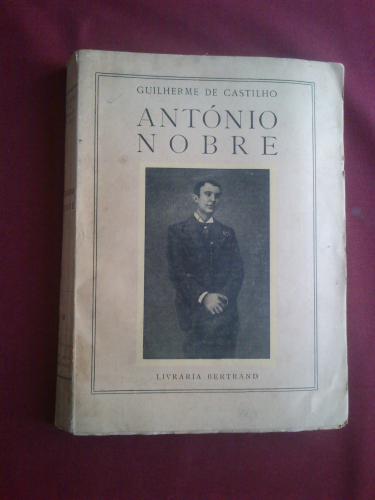 GUILHERME DE CASTILHO
ANTÓNIO
NOBRE
LIVRARIA BERTRAND